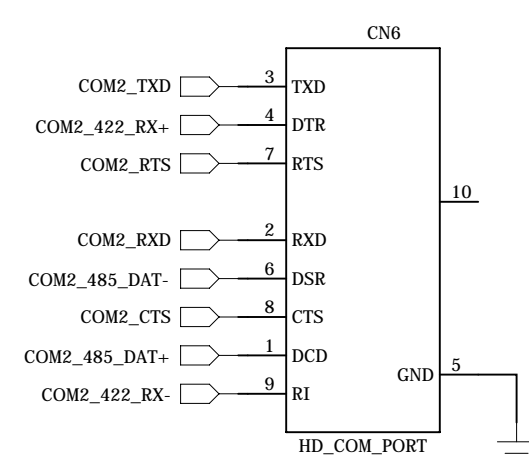 CN6
COM2_TXD 3 TXD
COM2_422_RX+ 4 DTR
COM2_RTS 7 RTS
10
COM2_RXD 2 RXD
COM2_485_DAT- 6 DSR
COM2_CTS 8 CTS
COM2_485_DAT+ 1 DCD
GND 5
COM2_422_RX- 9 RI
HD_COM_PORT